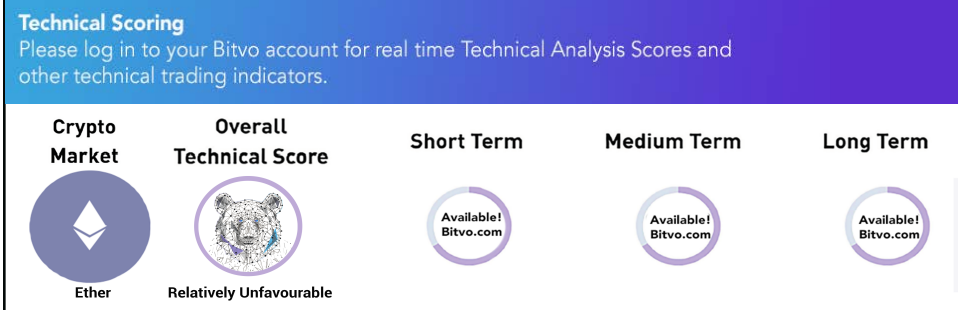 Technical Scoring
Please log in to your Bitvo account for real time Technical Analysis Scores and
other technical trading indicators.
Crypto
Market
Overall
Technical Score
Short Term
Medium Term
Long Term
Available!
Bitvo.com
Available!
Bitvo.com
Available!
Bitvo.com
Ether
Relatively Unfavourable